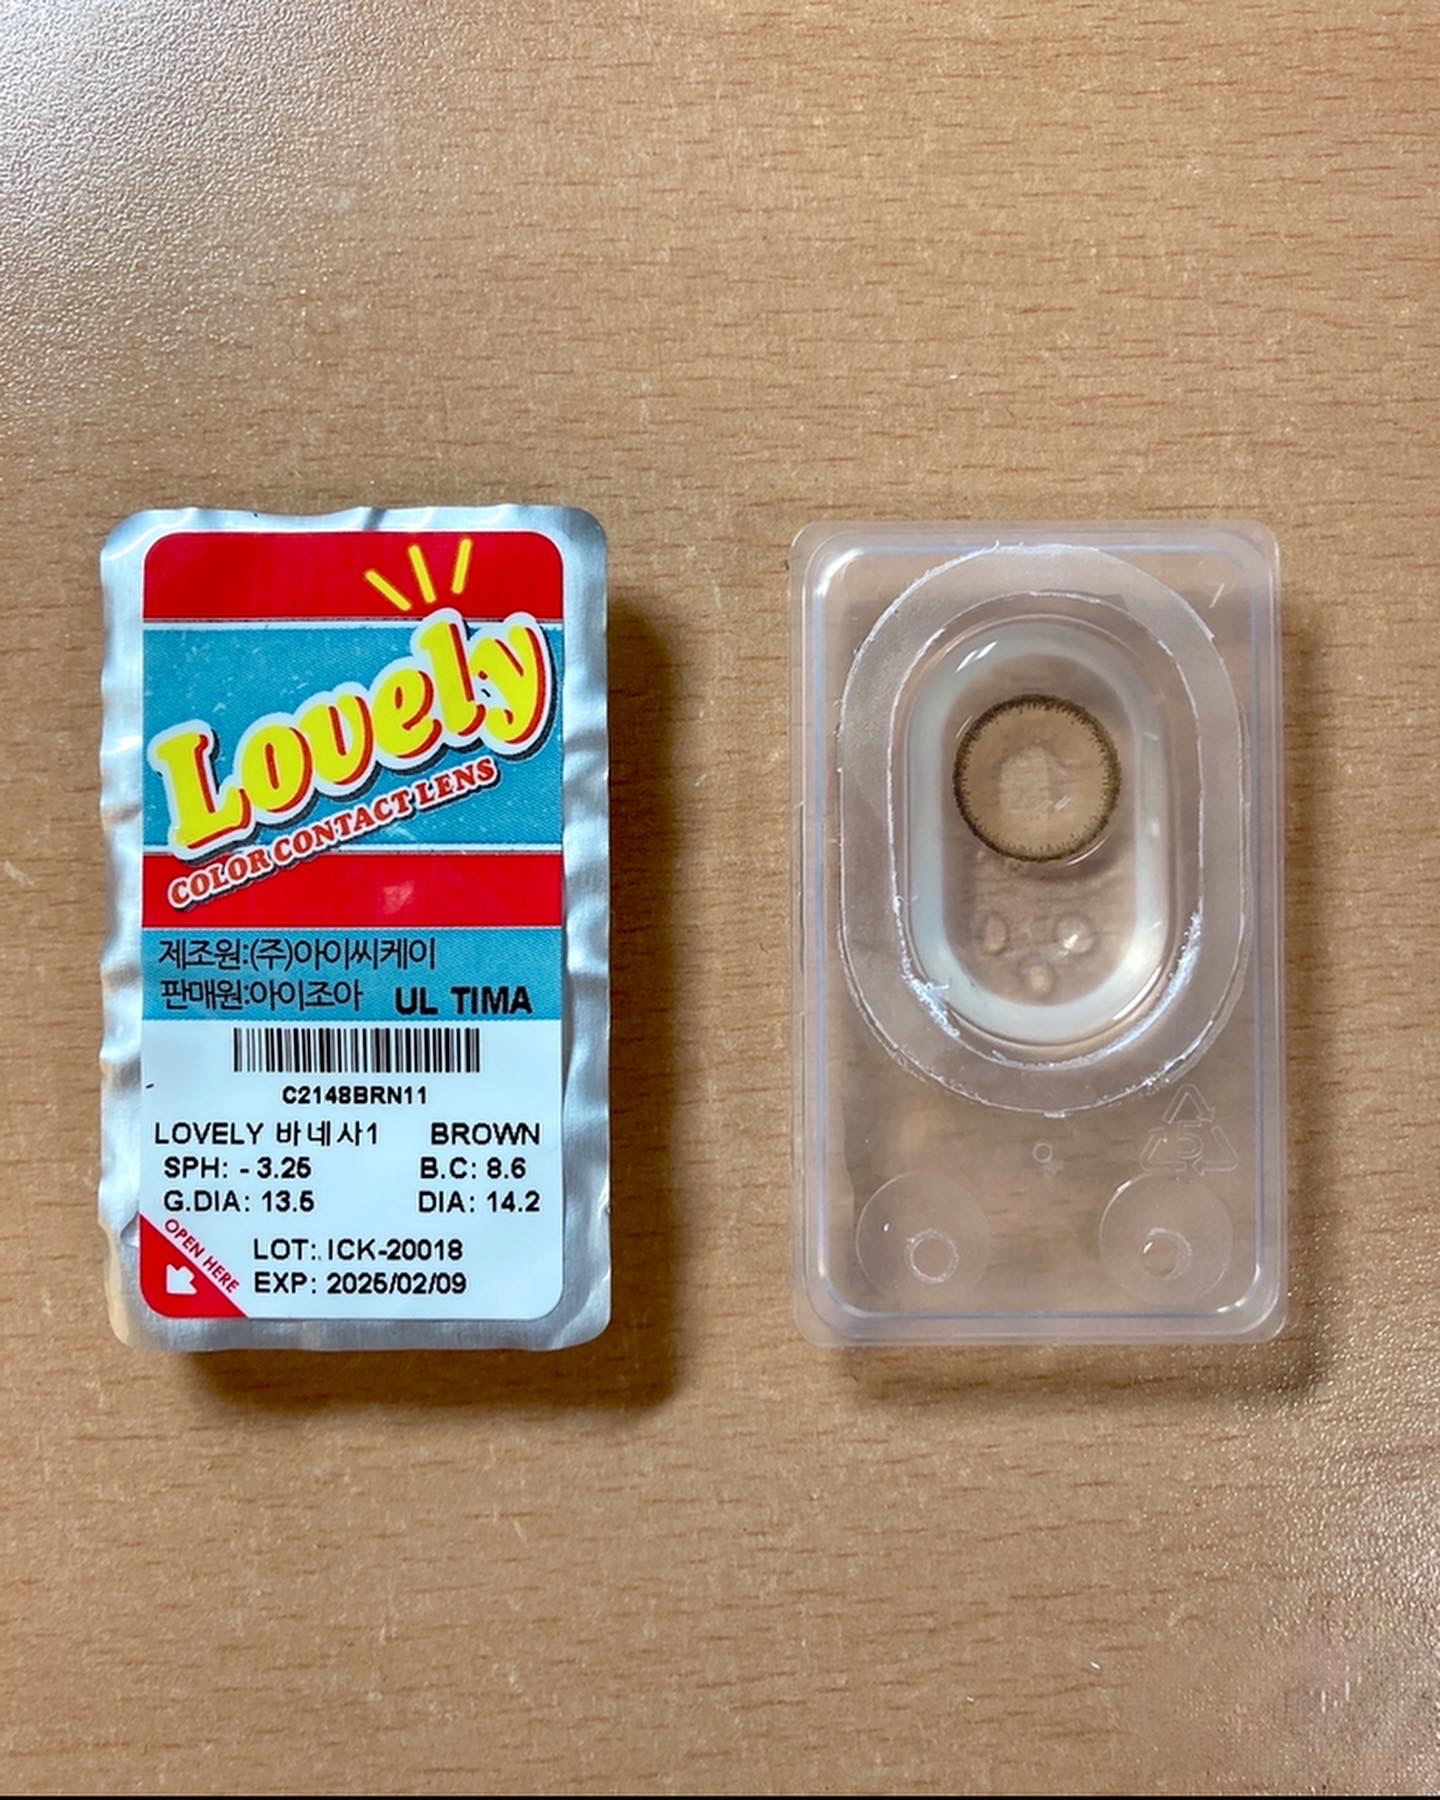 Lovely
COLOR CONTACT LENS
제조원:(주)아이씨케이
판매원:아이조아 UL TIMA
C2148BRN11
LOVELY 바네사1 BROWN
SPH: - 3.25 B.C: 8.6
G.DIA: 13.5 DIA: 14.2
OPEN HERE
LOT: ICK-20018
EXP: 2025/02/09
5